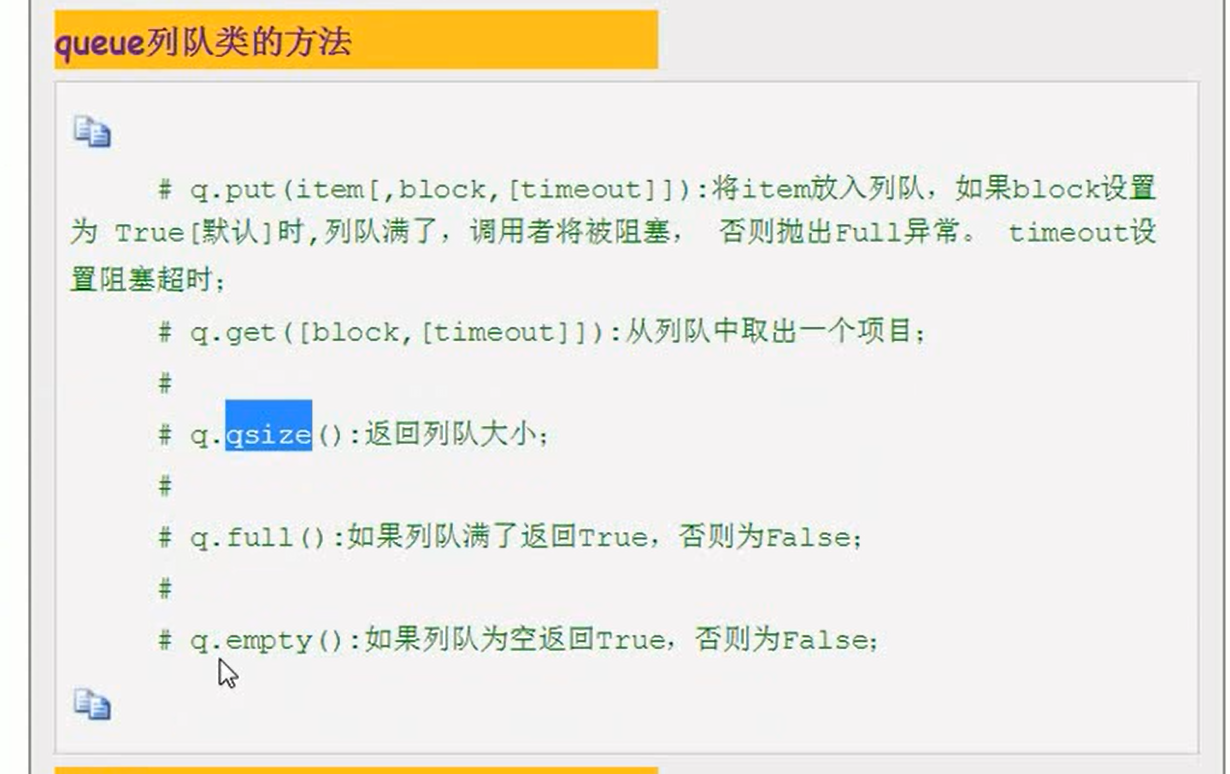 queue列队类的方法
# q.put(item[,block,[timeout]]):将item放入列队，如果block设置
为 True[默认]时,列队满了，调用者将被阻塞， 否则抛出Full异常。 timeout设
置阻塞超时；
# q.get([block,[timeout]]):从列队中取出一个项目；
#
# q.qsize():返回列队大小；
#
# q.full():如果列队满了返回True，否则为False；
#
# q.empty():如果列队为空返回True，否则为False；